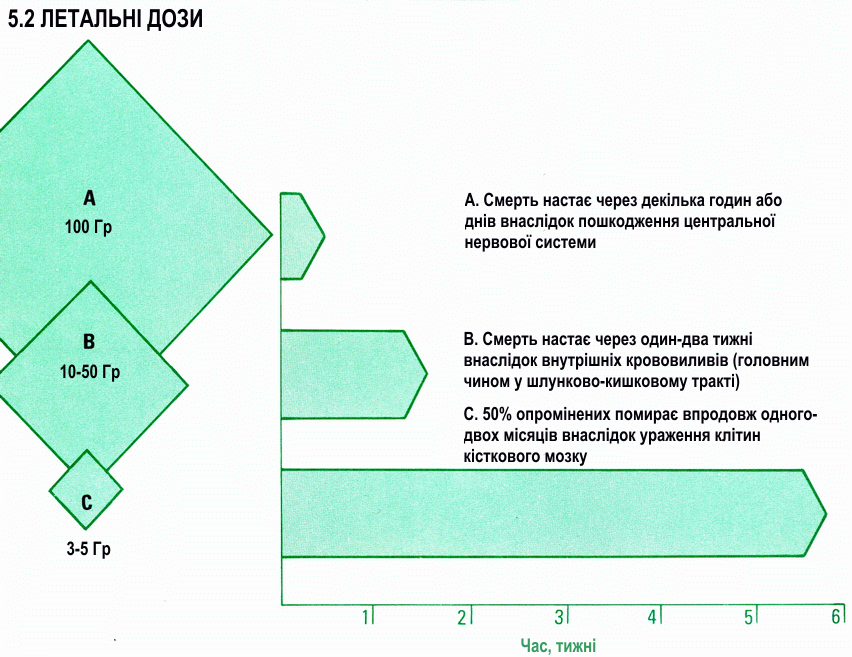 5.2 ЛЕТАЛЬНІ ДОЗИ
А
100 Гр
В
10-50 Гр
С
3-5 Гр
А. Смерть настає через декілька годин або
днів внаслідок пошкодження центральної
нервової системи
В. Смерть настає через один-два тижні
внаслідок внутрішніх крововиливів (головним
чином у шлунково-кишковому тракті)
С. 50% опромінених помирає впродовж одного-
двох місяців внаслідок ураження клітин
кісткового мозку
1 2 3 4 5 6
Час, тижні